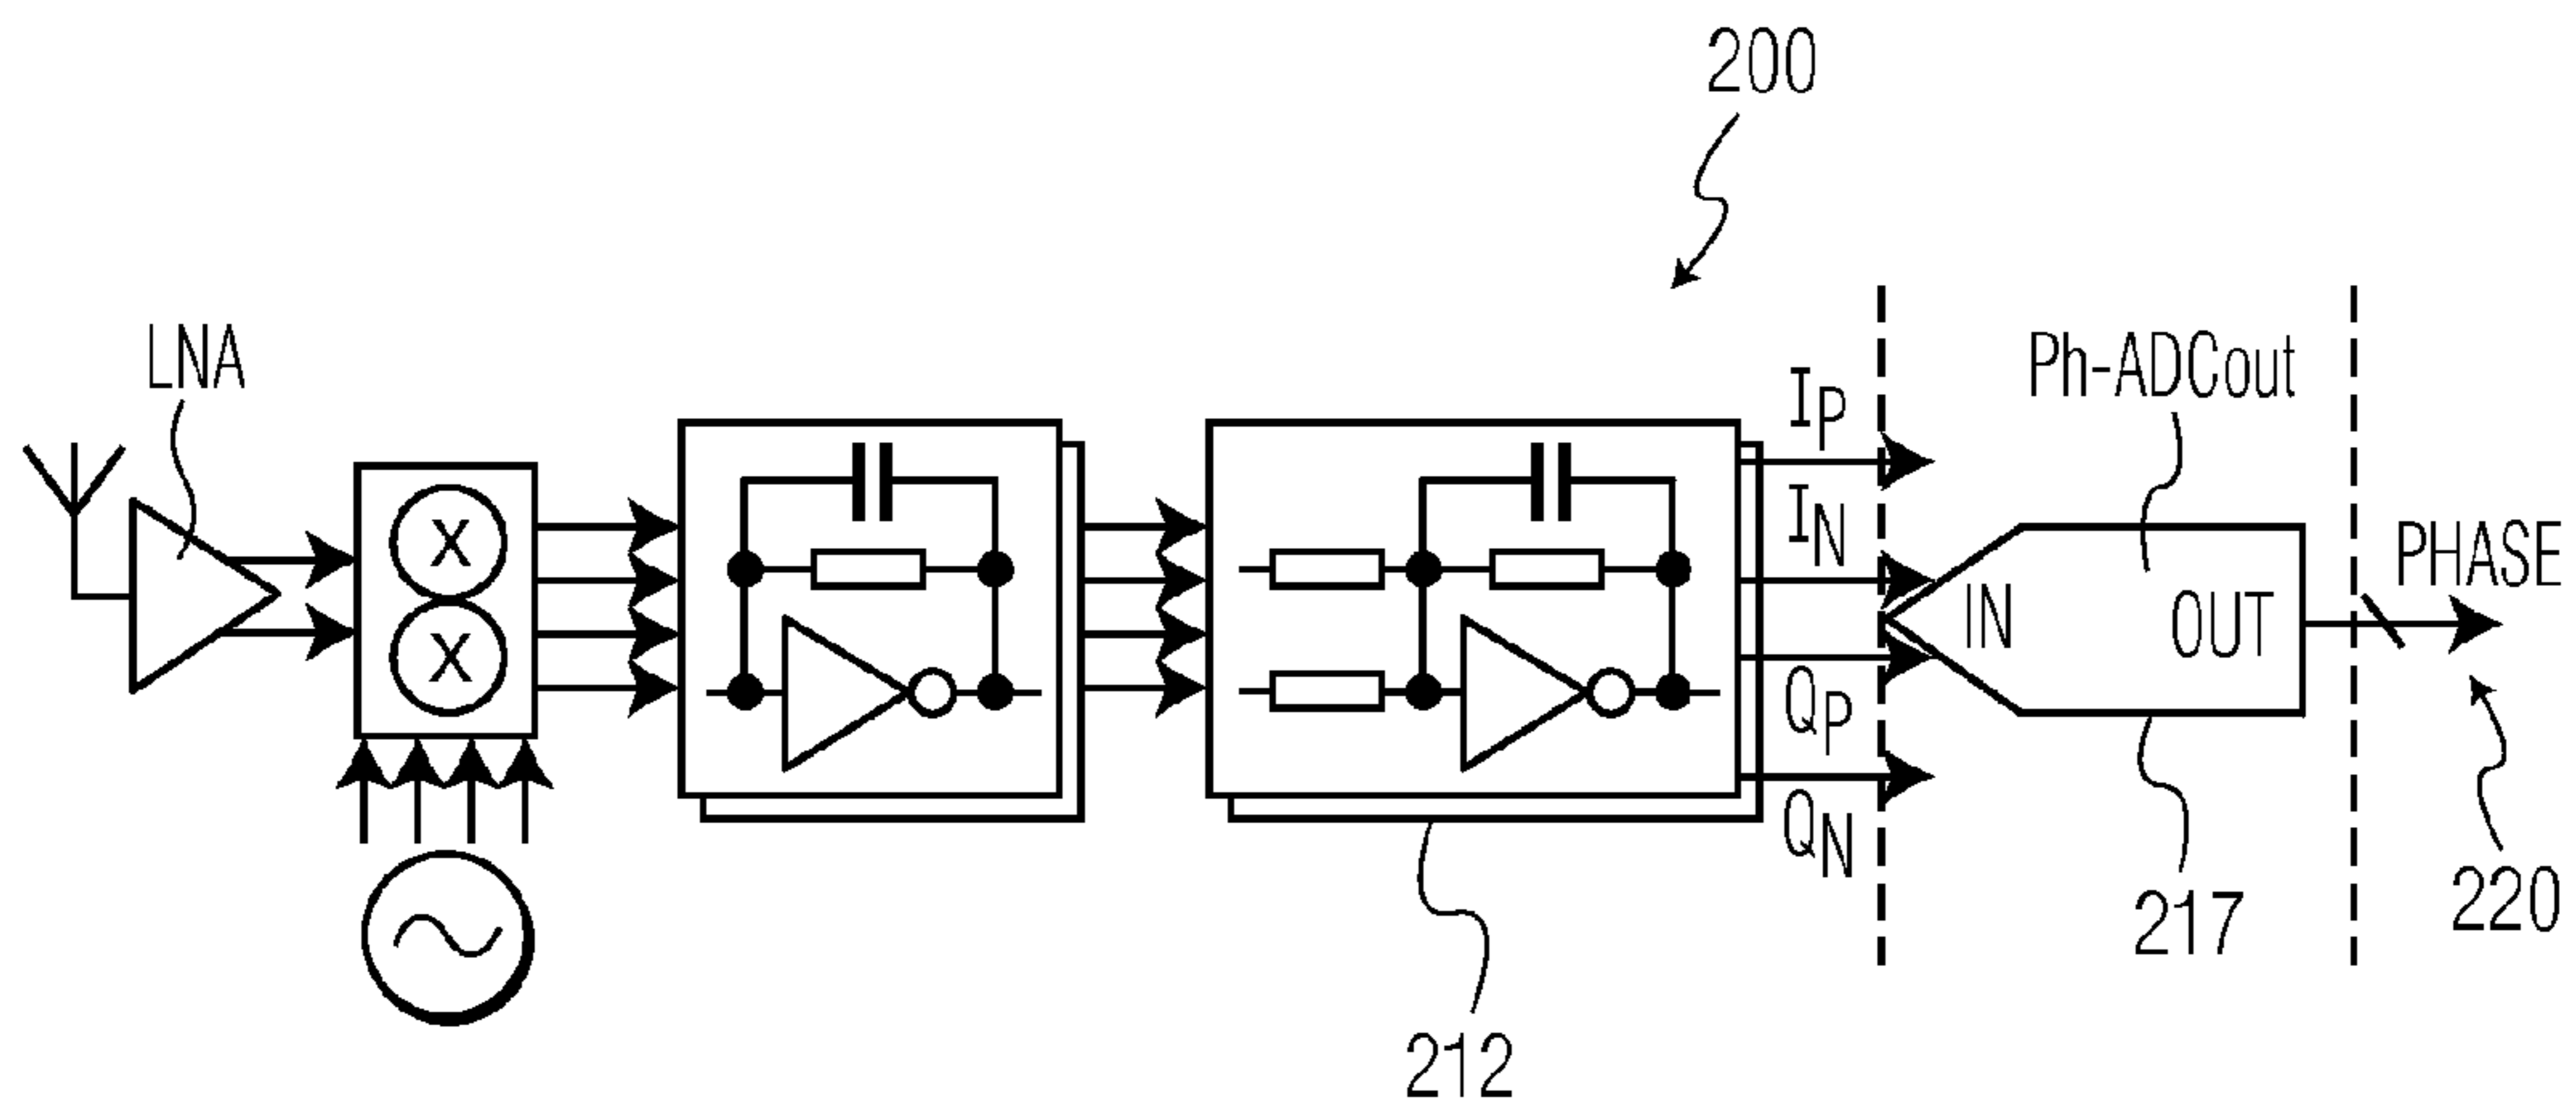 200
LNA
Ph-ADCout
IP
IN
X
X
IN
OUT
PHASE
QP
QN
212
217
220